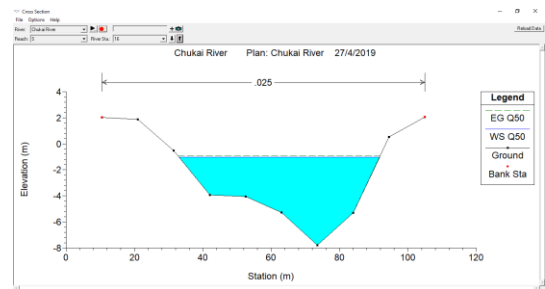 Cross Section
File Options Help
River: Chukai River
Reload Data
Reach: S River Sta.: 16
Chukai River Plan: Chukai River 27/4/2019
.025
Legend
EG Q50
WS Q50
Ground
Bank Sta
Elevation (m)
4
2
0
-2
-4
-6
-8
0 20 40 60 80 100 120
Station (m)